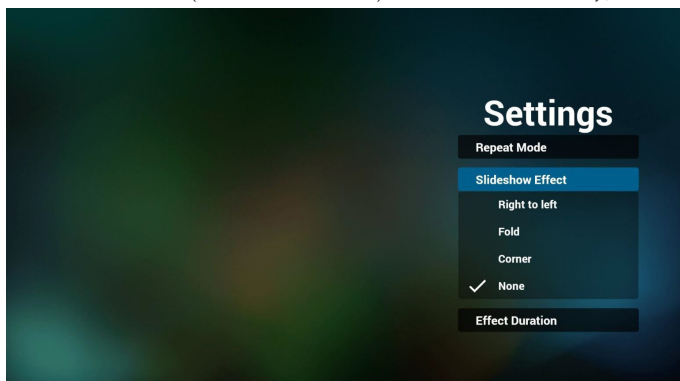 Settings
Repeat Mode
Slideshow Effect
Right to left
Fold
Corner
None
Effect Duration